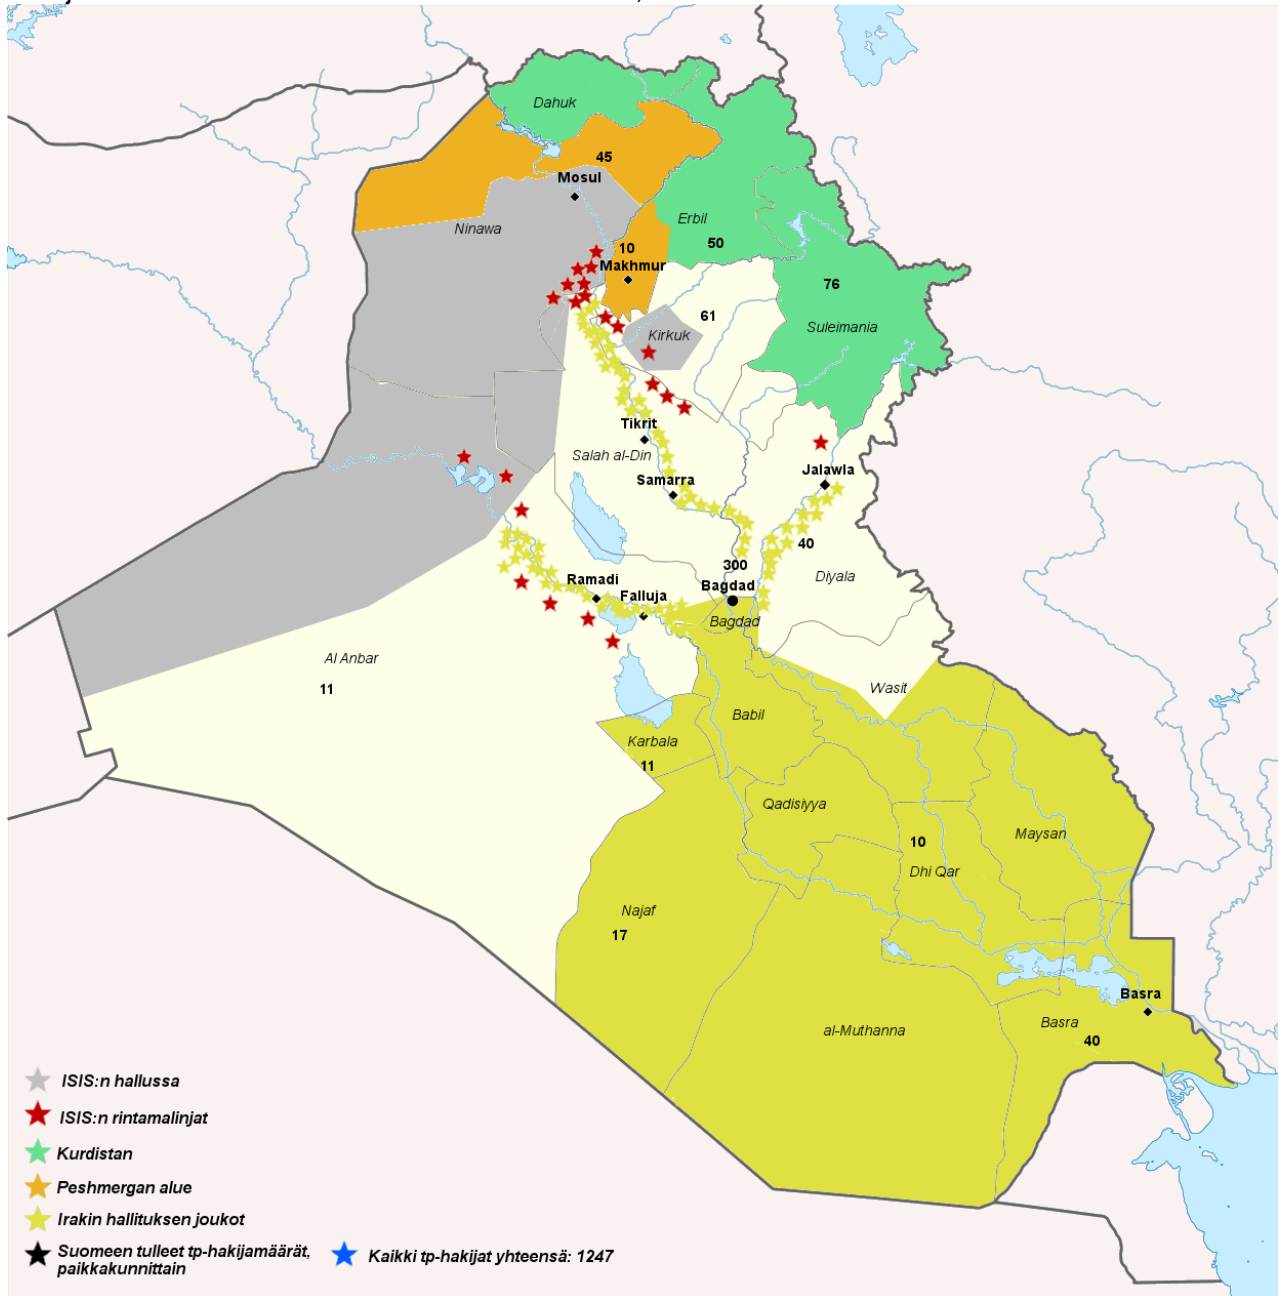 Dahuk
45
Mosul
Ninawa
Erbil
50
10
Makhmur
76
61
Kirkuk
Suleimania
Tikrit
Salah al-Din
Samarra
Jalawla
40
300
Diyala
Ramadi
Bagdad
Falluja
Bagdad
Al Anbar
11
Wasit
Babil
Karbala
11
Qadisiyya
Maysan
10
Dhi Qar
Najaf
17
Basra
Basra
al-Muthanna
40
ISIS:n hallussa
ISIS:n rintamalinjat
Kurdistan
Peshmergan alue
Irakin hallituksen joukot
Suomeen tulleet tp-hakijamäärät,
paikkakunnittain
Kaikki tp-hakijat yhteensä: 1247